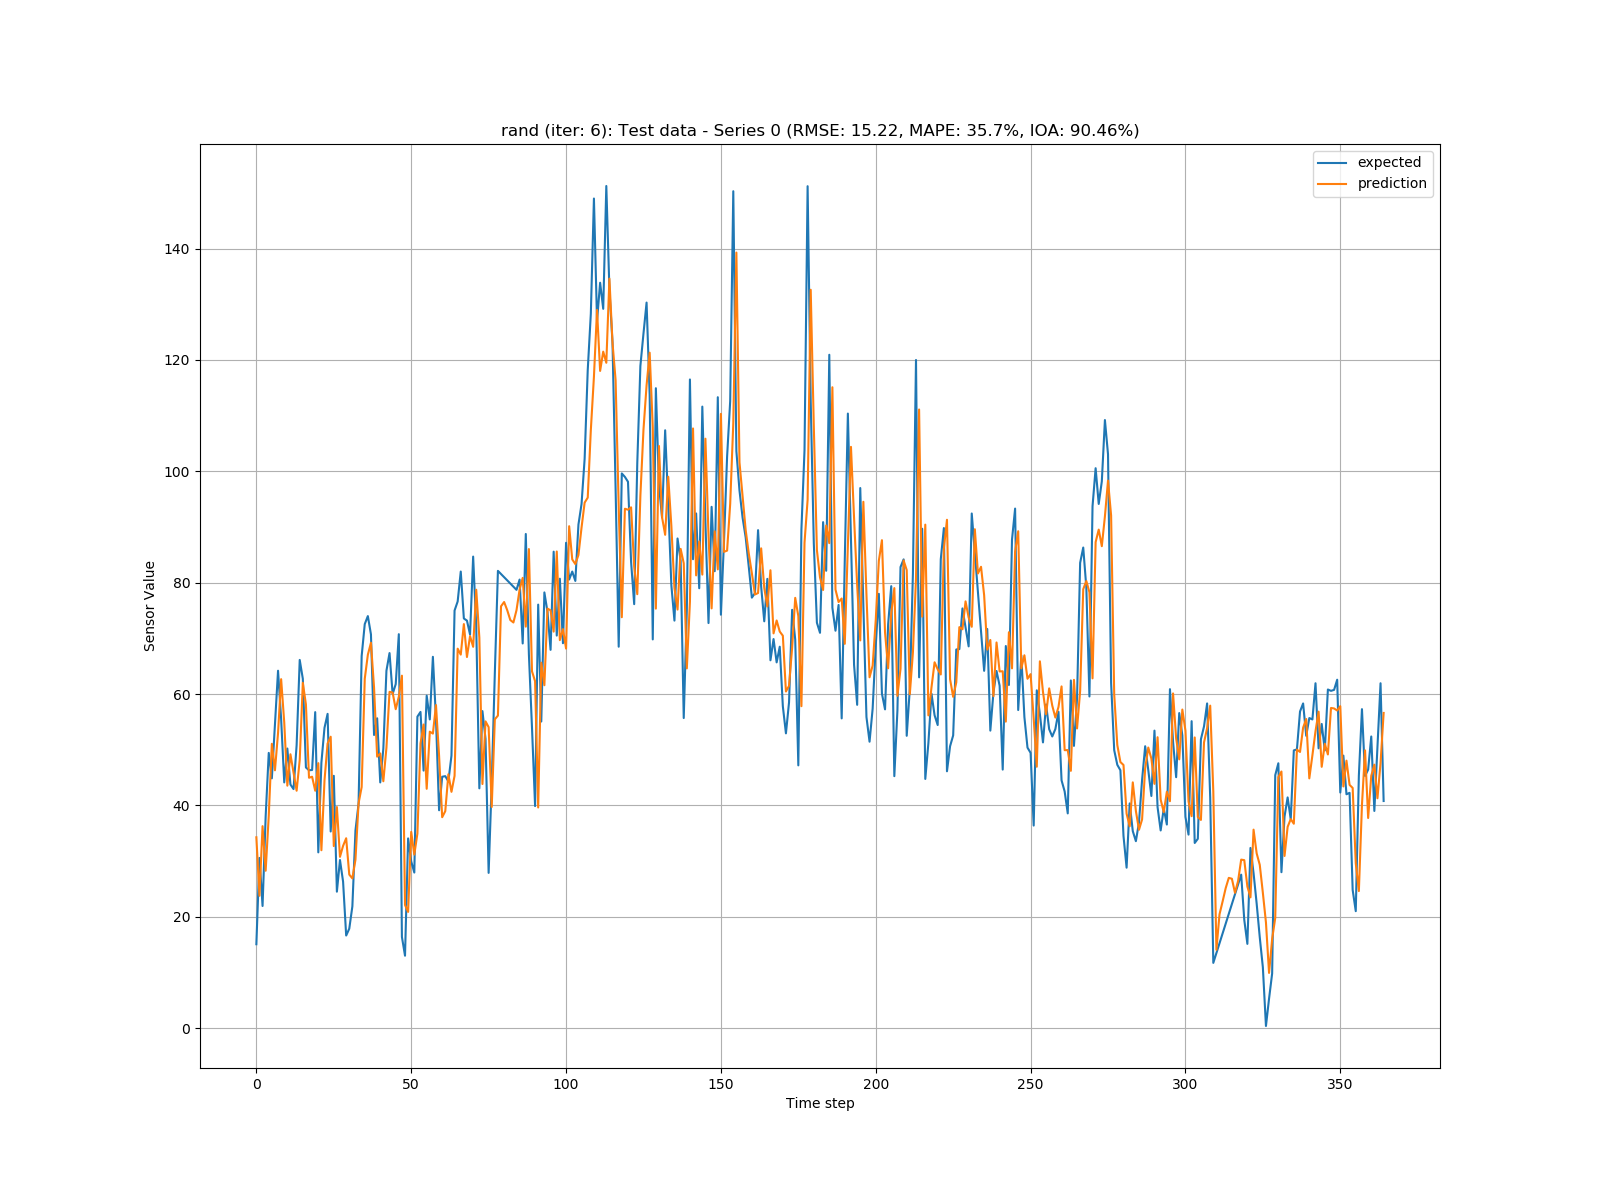 rand (iter: 6): Test data - Series 0 (RMSE: 15.22, MAPE: 35.7%, IOA: 90.46%)
expected
prediction
Sensor Value
140
120
100
80
60
40
20
0
0 50 100 150 200 250 300 350
Time step